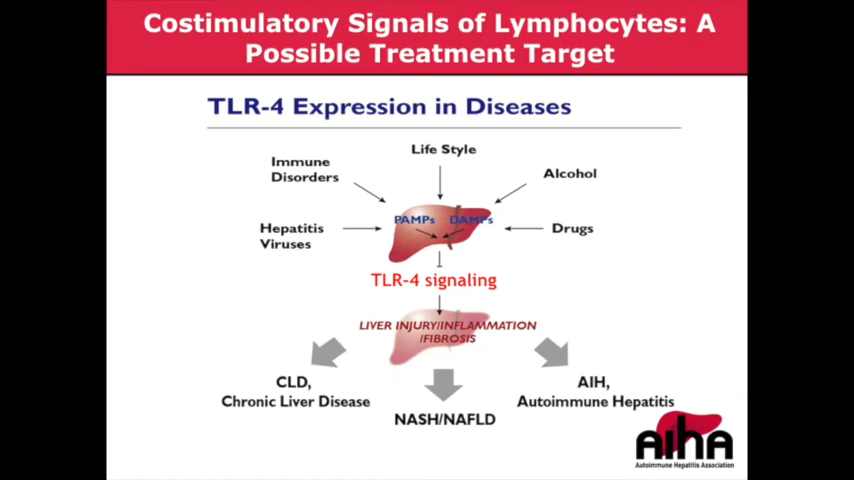 Costimulatory Signals of Lymphocytes: A
Possible Treatment Target
TLR-4 Expression in Diseases
Life Style
Immune
Disorders
Alcohol
PAMPs
DAMPs
Hepatitis
Viruses
Drugs
TLR-4 signaling
LIVER INJURY/INFLAMMATION
/FIBROSIS
CLD,
Chronic Liver Disease
NASH/NAFLD
AIH,
Autoimmune Hepatitis
AIHA
Autoimmune Hepatitis Association